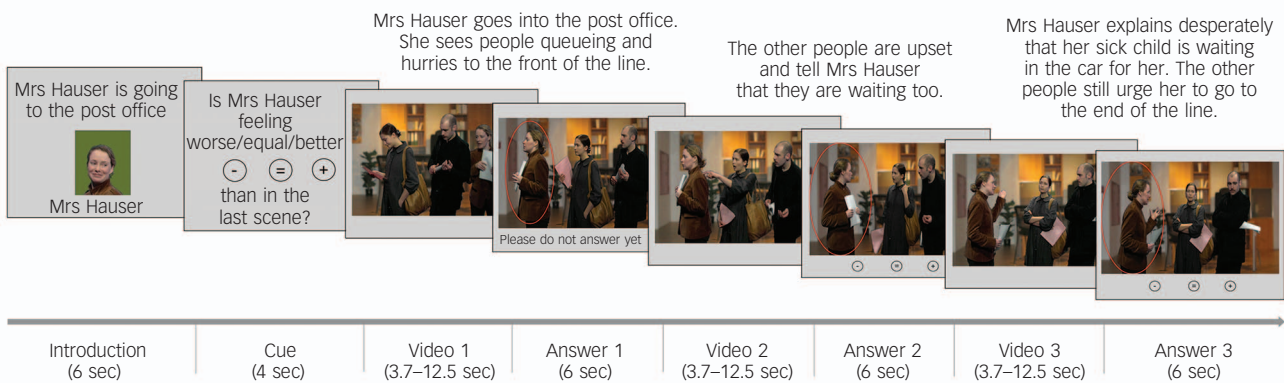 Mrs Hauser is going
to the post office
Mrs Hauser
Is Mrs Hauser
feeling
worse/equal/better
- = +
than in the
last scene?
Mrs Hauser goes into the post office.
She sees people queueing and
hurries to the front of the line.
Please do not answer yet
The other people are upset
and tell Mrs Hauser
that they are waiting too.
- = +
Mrs Hauser explains desperately
that her sick child is waiting
in the car for her. The other
people still urge her to go to
the end of the line.
- = +
Introduction
(6 sec)
Cue
(4 sec)
Video 1
(3.7–12.5 sec)
Answer 1
(6 sec)
Video 2
(3.7–12.5 sec)
Answer 2
(6 sec)
Video 3
(3.7–12.5 sec)
Answer 3
(6 sec)